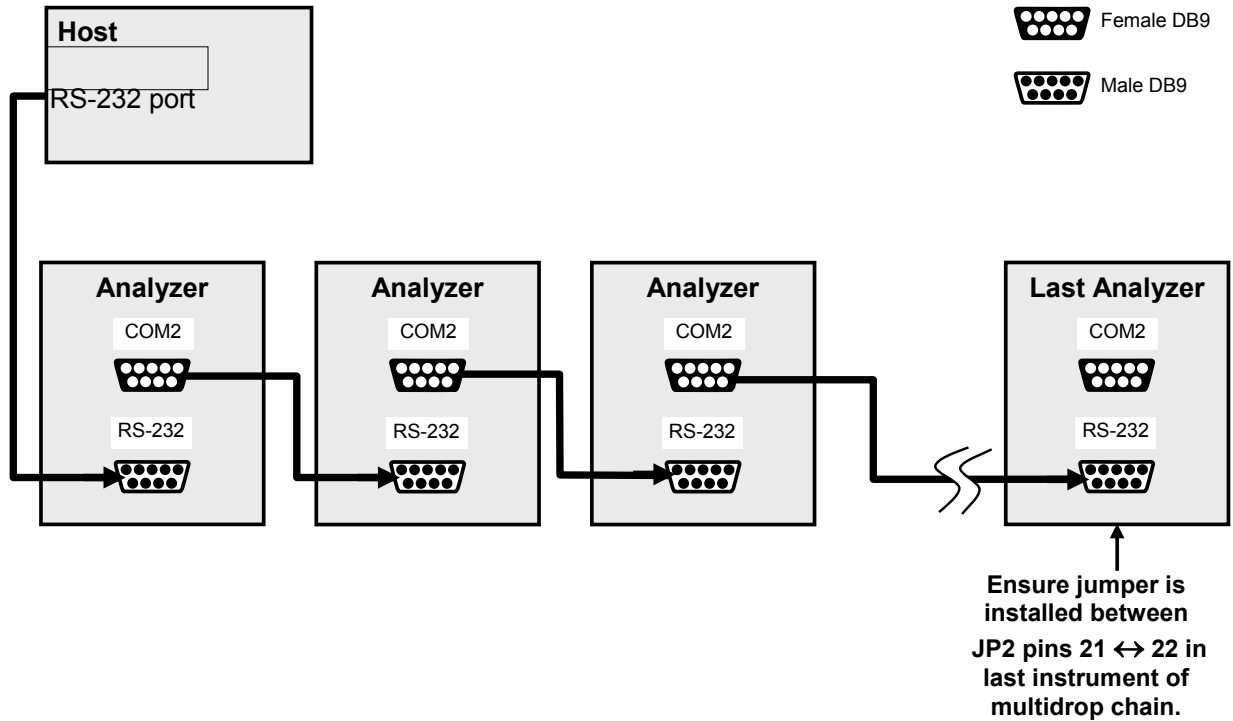 Host
RS-232 port
Female DB9
Male DB9
Analyzer
COM2
RS-232
Analyzer
COM2
RS-232
Analyzer
COM2
RS-232
Last Analyzer
COM2
RS-232
Ensure jumper is
installed between
JP2 pins 21 ↔ 22 in
last instrument of
multidrop chain.